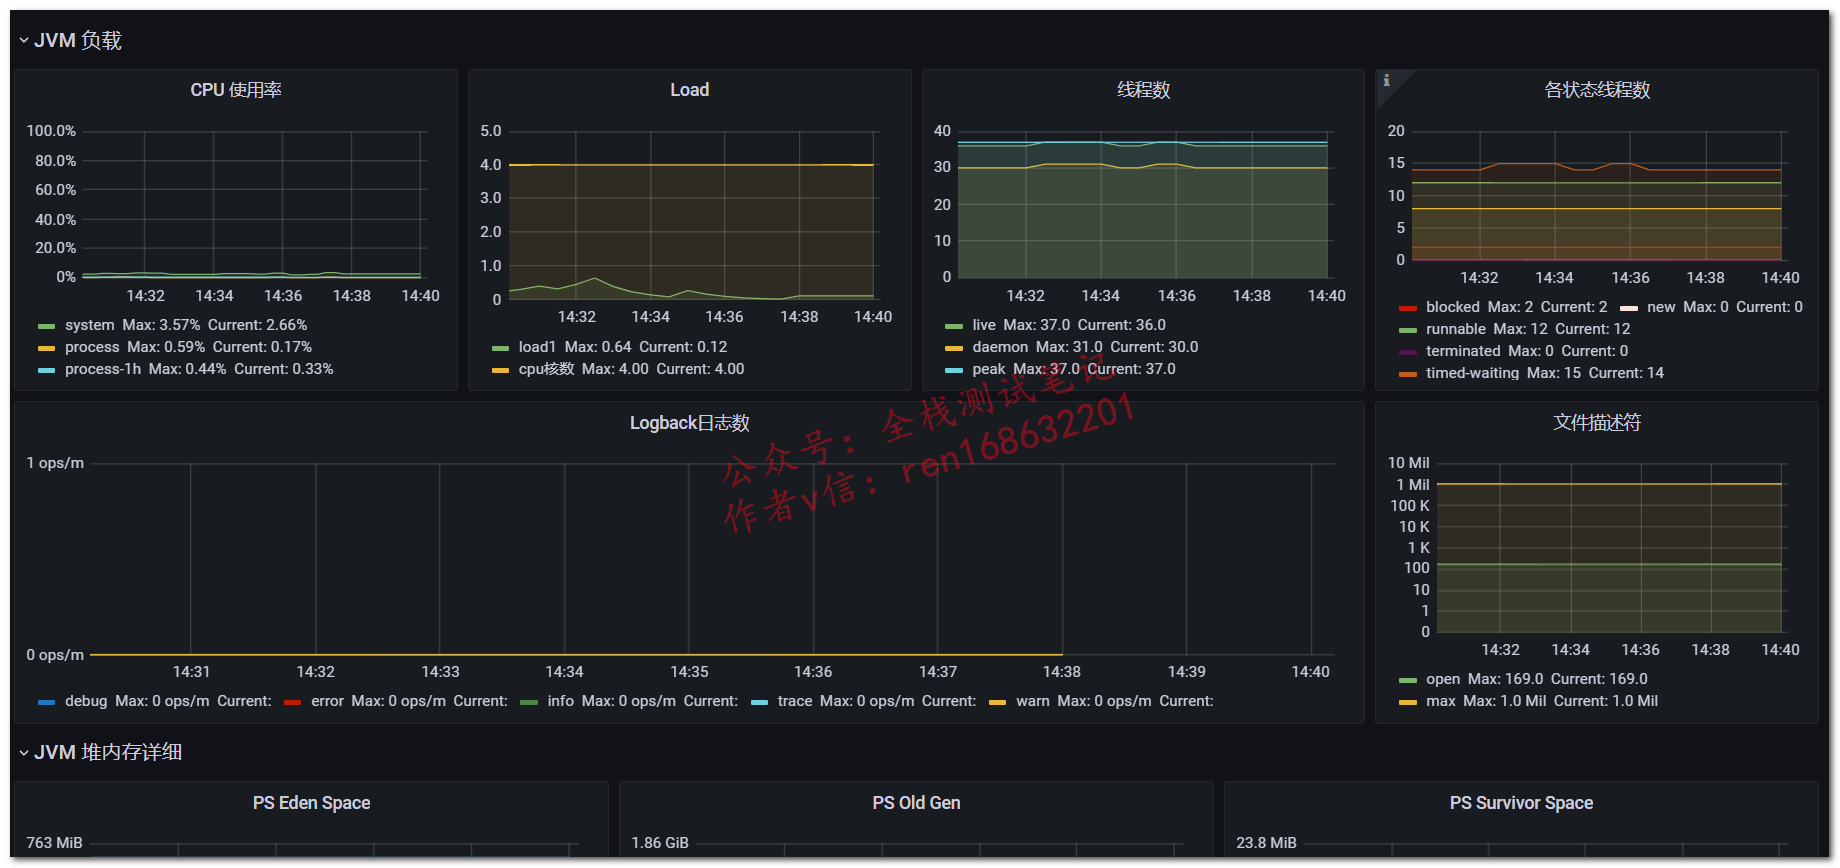 JVM 负载
CPU 使用率
100.0%
80.0%
60.0%
40.0%
20.0%
0%
14:32 14:34 14:36 14:38 14:40
system Max: 3.57% Current: 2.66%
process Max: 0.59% Current: 0.17%
process-1h Max: 0.44% Current: 0.33%
Load
5.0
4.0
3.0
2.0
1.0
0
14:32 14:34 14:36 14:38 14:40
load1 Max: 0.64 Current: 0.12
cpu核数 Max: 4.00 Current: 4.00
线程数
40
30
20
10
0
14:32 14:34 14:36 14:38 14:40
live Max: 37.0 Current: 36.0
daemon Max: 31.0 Current: 30.0
peak Max: 37.0 Current: 37.0
各状态线程数
20
15
10
5
0
14:32 14:34 14:36 14:38 14:40
blocked Max: 2 Current: 2 new Max: 0 Current: 0
runnable Max: 12 Current: 12
terminated Max: 0 Current: 0
timed-waiting Max: 15 Current: 14
Logback日志数
1 ops/m
0 ops/m
14:31 14:32 14:33 14:34 14:35 14:36 14:37 14:38 14:39 14:40
debug Max: 0 ops/m Current: error Max: 0 ops/m Current: info Max: 0 ops/m Current: trace Max: 0 ops/m Current: warn Max: 0 ops/m Current:
公众号：全栈测试笔记
作者v信：ren168632201
文件描述符
10 Mil
1 Mil
100 K
10 K
1 K
100
10
1
0
14:32 14:34 14:36 14:38 14:40
open Max: 169.0 Current: 169.0
max Max: 1.0 Mil Current: 1.0 Mil
JVM 堆内存详细
PS Eden Space
763 MiB
PS Old Gen
1.86 GiB
PS Survivor Space
23.8 MiB